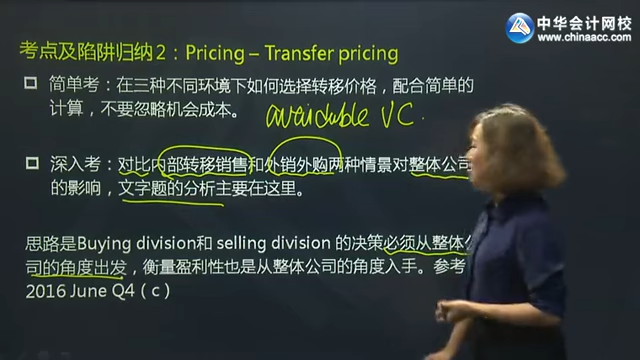 中华会计网校
www.chinaacc.com
考点及陷阱归纳2：Pricing – Transfer pricing
简单考：在三种不同环境下如何选择转移价格，配合简单的
计算，不要忽略机会成本。
avoidable VC.
深入考：对比内部转移销售和外销外购两种情景对整体公司
的影响，文字题的分析主要在这里。
思路是Buying division和 selling division 的决策必须从整体公
司的角度出发，衡量盈利性也是从整体公司的角度入手。参考
2016 June Q4（c）